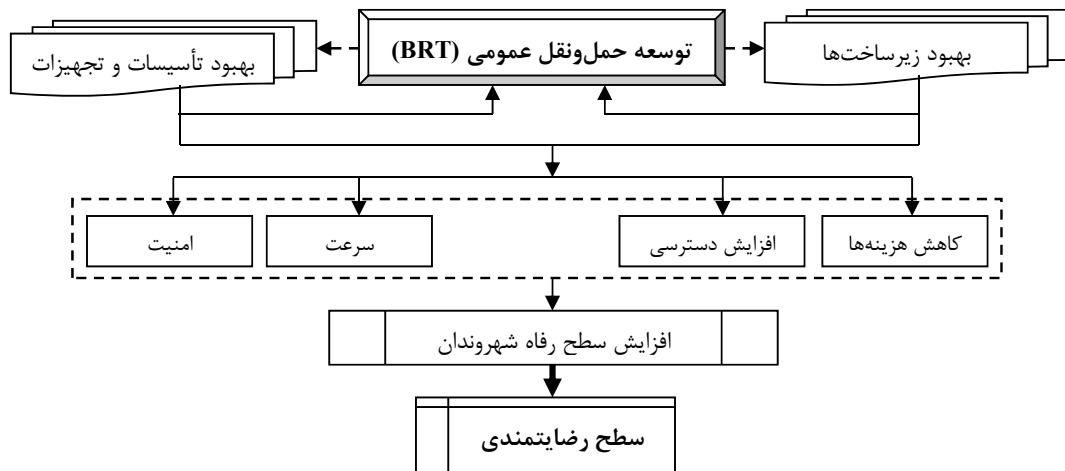 بهبود زیرساخت‌ها
توسعه حمل‌ونقل عمومی (BRT)
بهبود تأسیسات و تجهیزات
کاهش هزینه‌ها
افزایش دسترسی
سرعت
امنیت
افزایش سطح رفاه شهروندان
سطح رضایتمندی